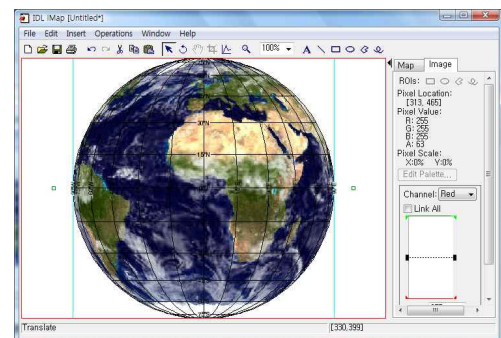 IDL iMap [Untitled*]
File Edit Insert Operations Window Help
100%
A
Map Image
ROIs:
Pixel Location:
[313, 465]
Pixel Value:
R: 255
G: 255
B: 255
A: 63
Pixel Scale:
X:0% Y:0%
Edit Palette...
Channel: Red
Link All
30°N
15°N
Translate [330,399]